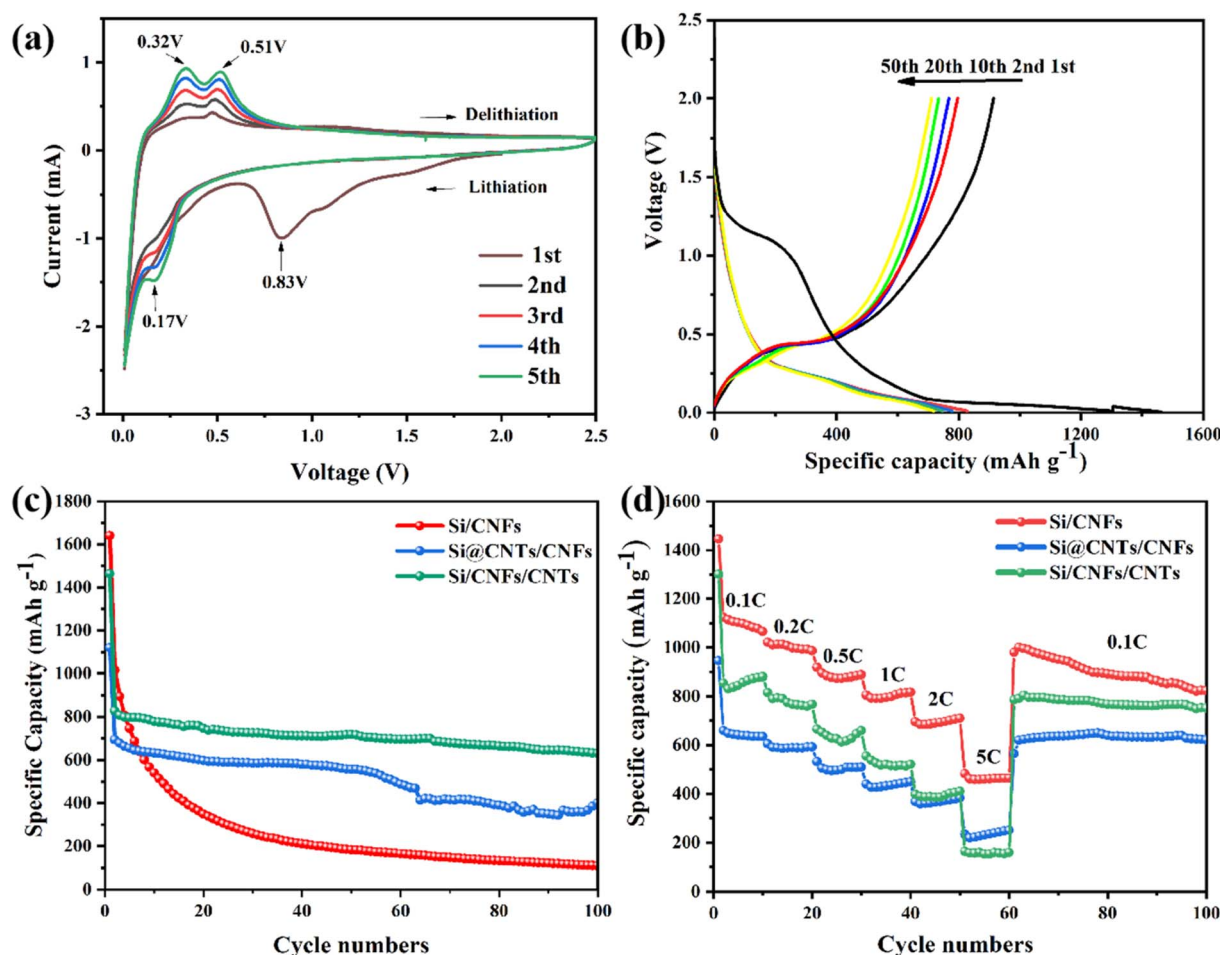 (a)
0.32V
0.51V
Delithiation
Lithiation
0.83V
0.17V
1st
2nd
3rd
4th
5th
1
0
-1
-2
-3
0.0
0.5
1.0
1.5
2.0
2.5
Current (mA)
Voltage (V)
(b)
50th 20th 10th 2nd 1st
2.5
2.0
1.5
1.0
0.5
0.0
0
400
800
1200
1600
Voltage (V)
Specific capacity (mAh g-1)
(c)
Si/CNFs
Si@CNTs/CNFs
Si/CNFs/CNTs
1800
1600
1400
1200
1000
800
600
400
200
0
0
20
40
60
80
100
Specific Capacity (mAh g-1)
Cycle numbers
(d)
Si/CNFs
Si@CNTs/CNFs
Si/CNFs/CNTs
0.1C
0.2C
0.5C
1C
2C
5C
0.1C
1600
1400
1200
1000
800
600
400
200
0
0
20
40
60
80
100
Specific capacity (mAh g-1)
Cycle numbers